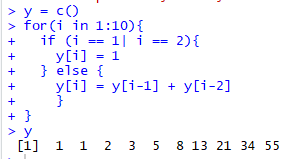 > y = c()
> for(i in 1:10){
+   if (i == 1| i == 2){
+     y[i] = 1
+   } else {
+     y[i] = y[i-1] + y[i-2]
+     }
+ }
> y
 [1]  1  1  2  3  5  8 13 21 34 55